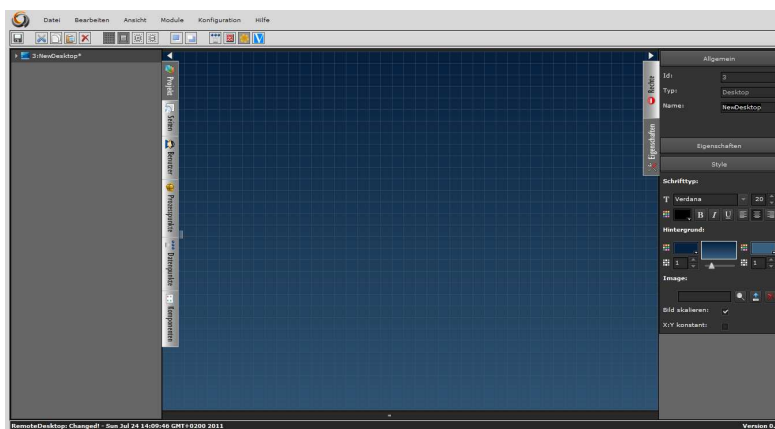 Datei Bearbeiten Ansicht Module Konfiguration Hilfe
3:NewDesktop*
Projekt
Seiten
Benutzer
Prozesspunkte
Datenpunkte
Komponenten
Rechte
Eigenschaften
Allgemein
Id: 3
Typ: Desktop
Name: NewDesktop
Eigenschaften
Style
Schrifttyp:
T Verdana 20
B I U
Hintergrund:
1 1
Image:
Bild skalieren:
X:Y konstant:
RemoteDesktop: Changed! - Sun Jul 24 14:09:46 GMT+0200 2011
Version 0.